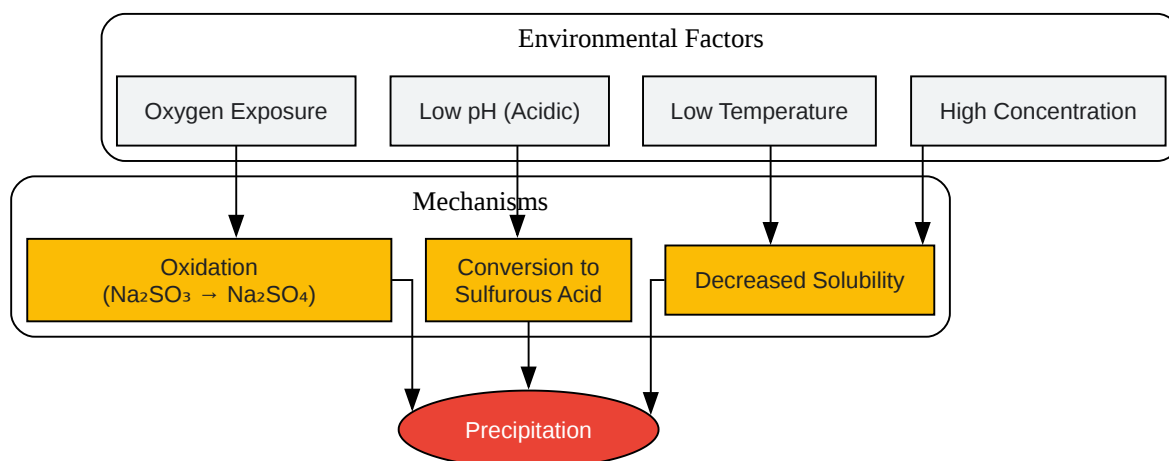 Environmental Factors
Oxygen Exposure
Low pH (Acidic)
Low Temperature
High Concentration
Mechanisms
Oxidation
(Na₂SO₃ → Na₂SO₄)
Conversion to
Sulfurous Acid
Decreased Solubility
Precipitation